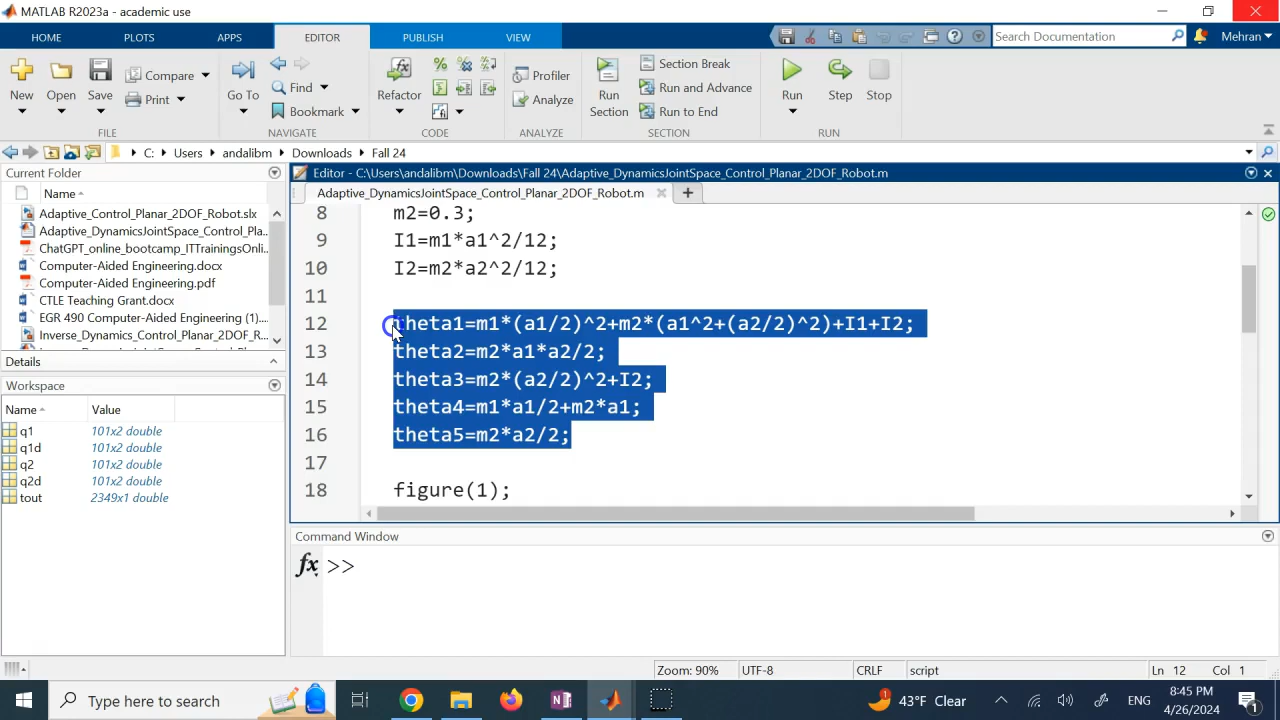 MATLAB R2023a - academic use
HOME PLOTS APPS EDITOR PUBLISH VIEW Search Documentation Mehran
New Open Save Compare Print
Go To Find Bookmark
Refactor
Profiler Analyze
Run Section Section Break Run and Advance Run to End
Run Step Stop
FILE NAVIGATE CODE ANALYZE SECTION RUN
C: Users andalibm Downloads Fall 24
Current Folder
Name
Adaptive_Control_Planar_2DOF_Robot.slx
Adaptive_DynamicsJointSpace_Control_Pla...
ChatGPT_online_bootcamp_ITTrainingsOnli...
Computer-Aided Engineering.docx
Computer-Aided Engineering.pdf
CTLE Teaching Grant.docx
EGR 490 Engineering Computing (1)....
Inverse_Dynamics_Control_Planar_2DOF_R...
Details
Workspace
Name Value
q1 101x2 double
q1d 101x2 double
q2 101x2 double
q2d 101x2 double
tout 2349x1 double
Editor - C:\Users\andalibm\Downloads\Fall 24\Adaptive_DynamicsJointSpace_Control_Planar_2DOF_Robot.m
Adaptive_DynamicsJointSpace_Control_Planar_2DOF_Robot.m
8 m2=0.3;
9 I1=m1*a1^2/12;
10 I2=m2*a2^2/12;
11
12 theta1=m1*(a1/2)^2+m2*(a1^2+(a2/2)^2)+I1+I2;
13 theta2=m2*a1*a2/2;
14 theta3=m2*(a2/2)^2+I2;
15 theta4=m1*a1/2+m2*a1;
16 theta5=m2*a2/2;
17
18 figure(1);
Command Window
fx >>
Zoom: 90% UTF-8 CRLF script Ln 12 Col 1
Type here to search
1 43°F Clear ENG 8:45 PM 4/26/2024 1